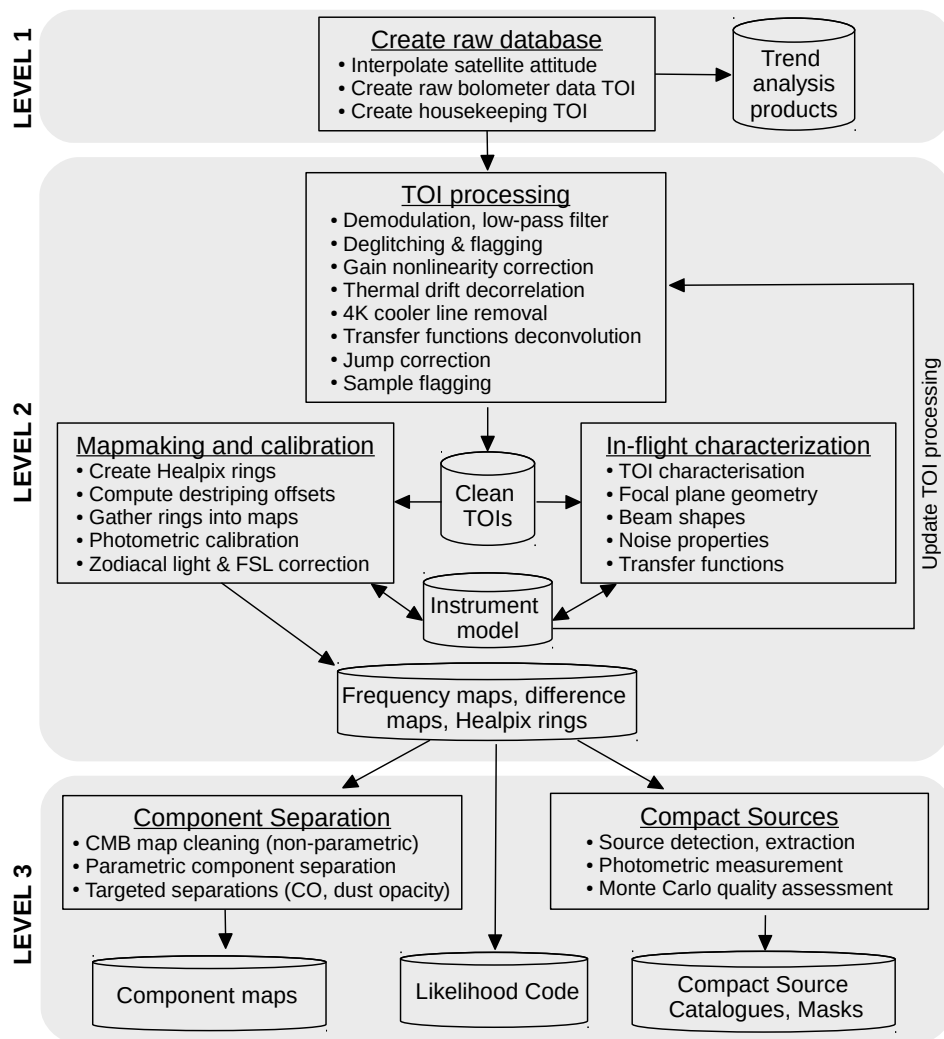 LEVEL 1
Create raw database
• Interpolate satellite attitude
• Create raw bolometer data TOI
• Create housekeeping TOI
Trend
analysis
products
LEVEL 2
TOI processing
• Demodulation, low-pass filter
• Deglitching & flagging
• Gain nonlinearity correction
• Thermal drift decorrelation
• 4K cooler line removal
• Transfer functions deconvolution
• Jump correction
• Sample flagging
Update TOI processing
Mapmaking and calibration
• Create Healpix rings
• Compute destriping offsets
• Gather rings into maps
• Photometric calibration
• Zodiacal light & FSL correction
Clean
TOIs
In-flight characterization
• TOI characterisation
• Focal plane geometry
• Beam shapes
• Noise properties
• Transfer functions
Instrument
model
Frequency maps, difference
maps, Healpix rings
LEVEL 3
Component Separation
• CMB map cleaning (non-parametric)
• Parametric component separation
• Targeted separations (CO, dust opacity)
Compact Sources
• Source detection, extraction
• Photometric measurement
• Monte Carlo quality assessment
Component maps
Likelihood Code
Compact Source
Catalogues, Masks